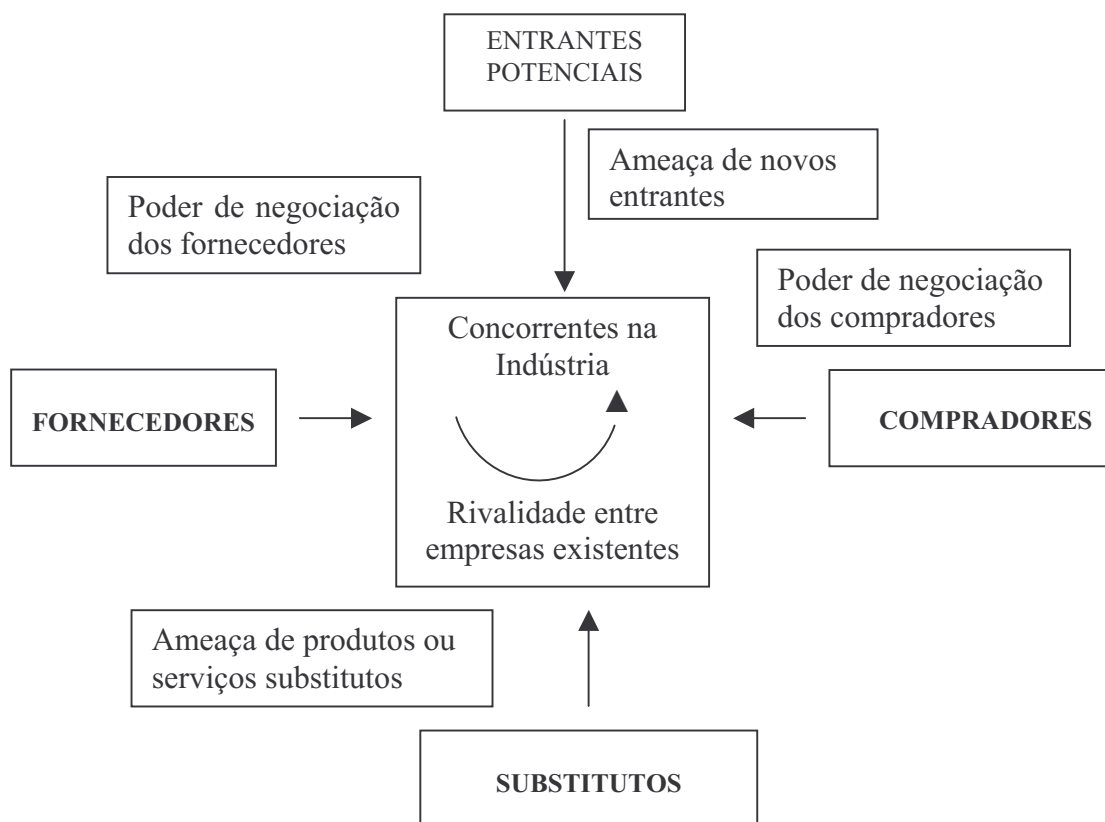 ENTRANTES
POTENCIAIS
Ameaça de novos
entrantes
Poder de negociação
dos fornecedores
Poder de negociação
dos compradores
Concorrentes na
Indústria
FORNECEDORES
COMPRADORES
Rivalidade entre
empresas existentes
Ameaça de produtos ou
serviços substitutos
SUBSTITUTOS